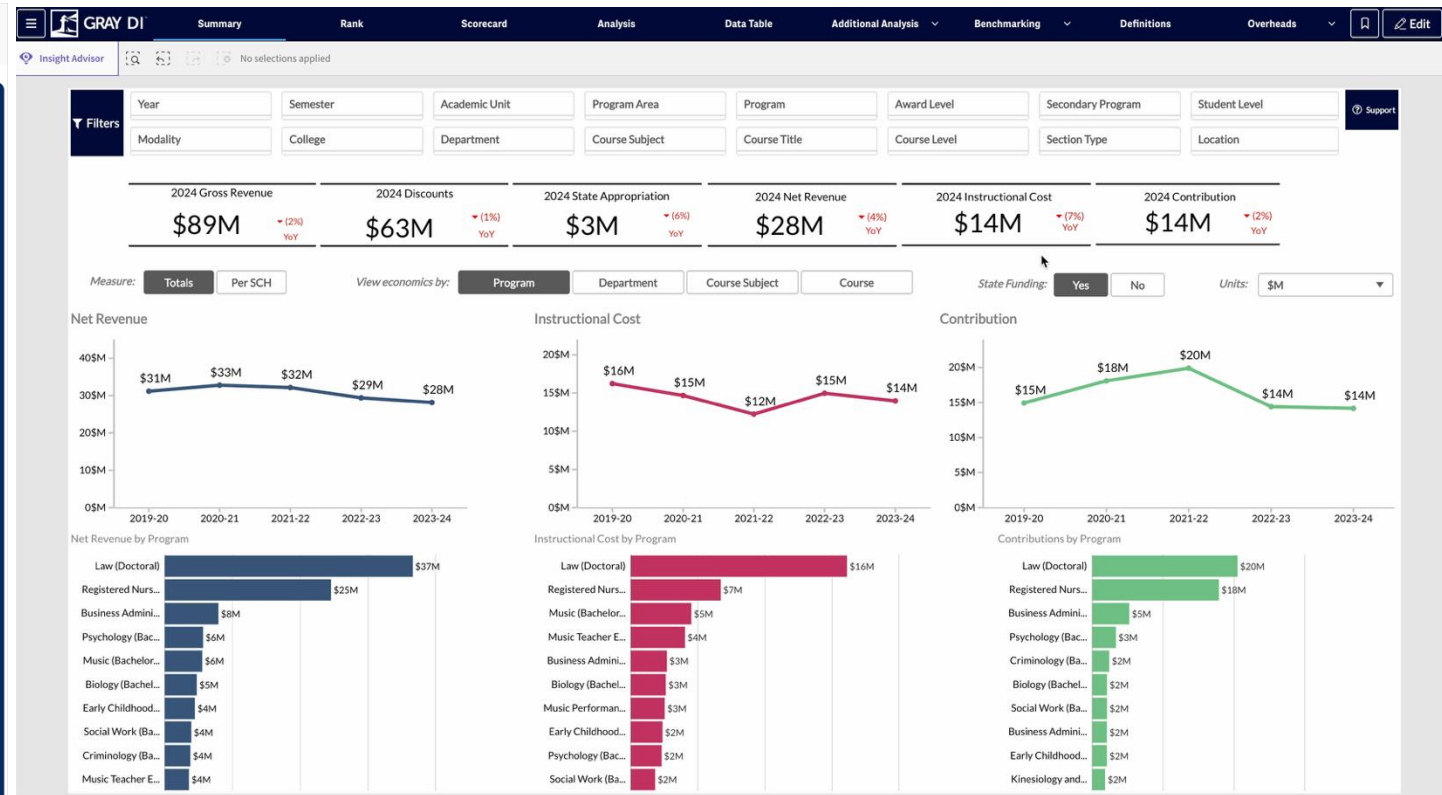 GRAY DI Summary Rank Scorecard Analysis Data Table Additional Analysis Benchmarking Definitions Overheads Edit
Insight Advisor No selections applied
Filters
Year Semester Academic Unit Program Area Program Award Level Secondary Program Student Level
Modality College Department Course Subject Course Title Course Level Section Type Location
Support
2024 Gross Revenue
$89M
(2%)
YoY
2024 Discounts
$63M
(1%)
YoY
2024 State Appropriation
$3M
(6%)
YoY
2024 Net Revenue
$28M
(4%)
YoY
2024 Instructional Cost
$14M
(7%)
YoY
2024 Contribution
$14M
(2%)
YoY
Measure: Totals Per SCH View economics by: Program Department Course Subject Course State Funding: Yes No Units: $M
Net Revenue
40$M
30$M
20$M
10$M
0$M
$31M $33M $32M $29M $28M
2019-20 2020-21 2021-22 2022-23 2023-24
Instructional Cost
20$M
15$M
10$M
5$M
0$M
$16M $15M $12M $15M $14M
2019-20 2020-21 2021-22 2022-23 2023-24
Contribution
20$M
15$M
10$M
5$M
0$M
$15M $18M $20M $14M $14M
2019-20 2020-21 2021-22 2022-23 2023-24
Net Revenue by Program
Law (Doctoral) $37M
Registered Nurs... $25M
Business Admini... $8M
Psychology (Bac... $6M
Music (Bachelor... $6M
Biology (Bachel... $5M
Early Childhood... $4M
Social Work (Ba... $4M
Criminology (Ba... $4M
Music Teacher E... $4M
Instructional Cost by Program
Law (Doctoral) $16M
Registered Nurs... $7M
Music (Bachelor... $5M
Music Teacher E... $4M
Business Admini... $3M
Biology (Bachel... $3M
Music Performan... $3M
Early Childhood... $2M
Psychology (Bac... $2M
Social Work (Ba... $2M
Contributions by Program
Law (Doctoral) $20M
Registered Nurs... $18M
Business Admini... $5M
Psychology (Bac... $3M
Criminology (Ba... $2M
Biology (Bachel... $2M
Social Work (Ba... $2M
Business Admini... $2M
Early Childhood... $2M
Kinesiology and... $2M